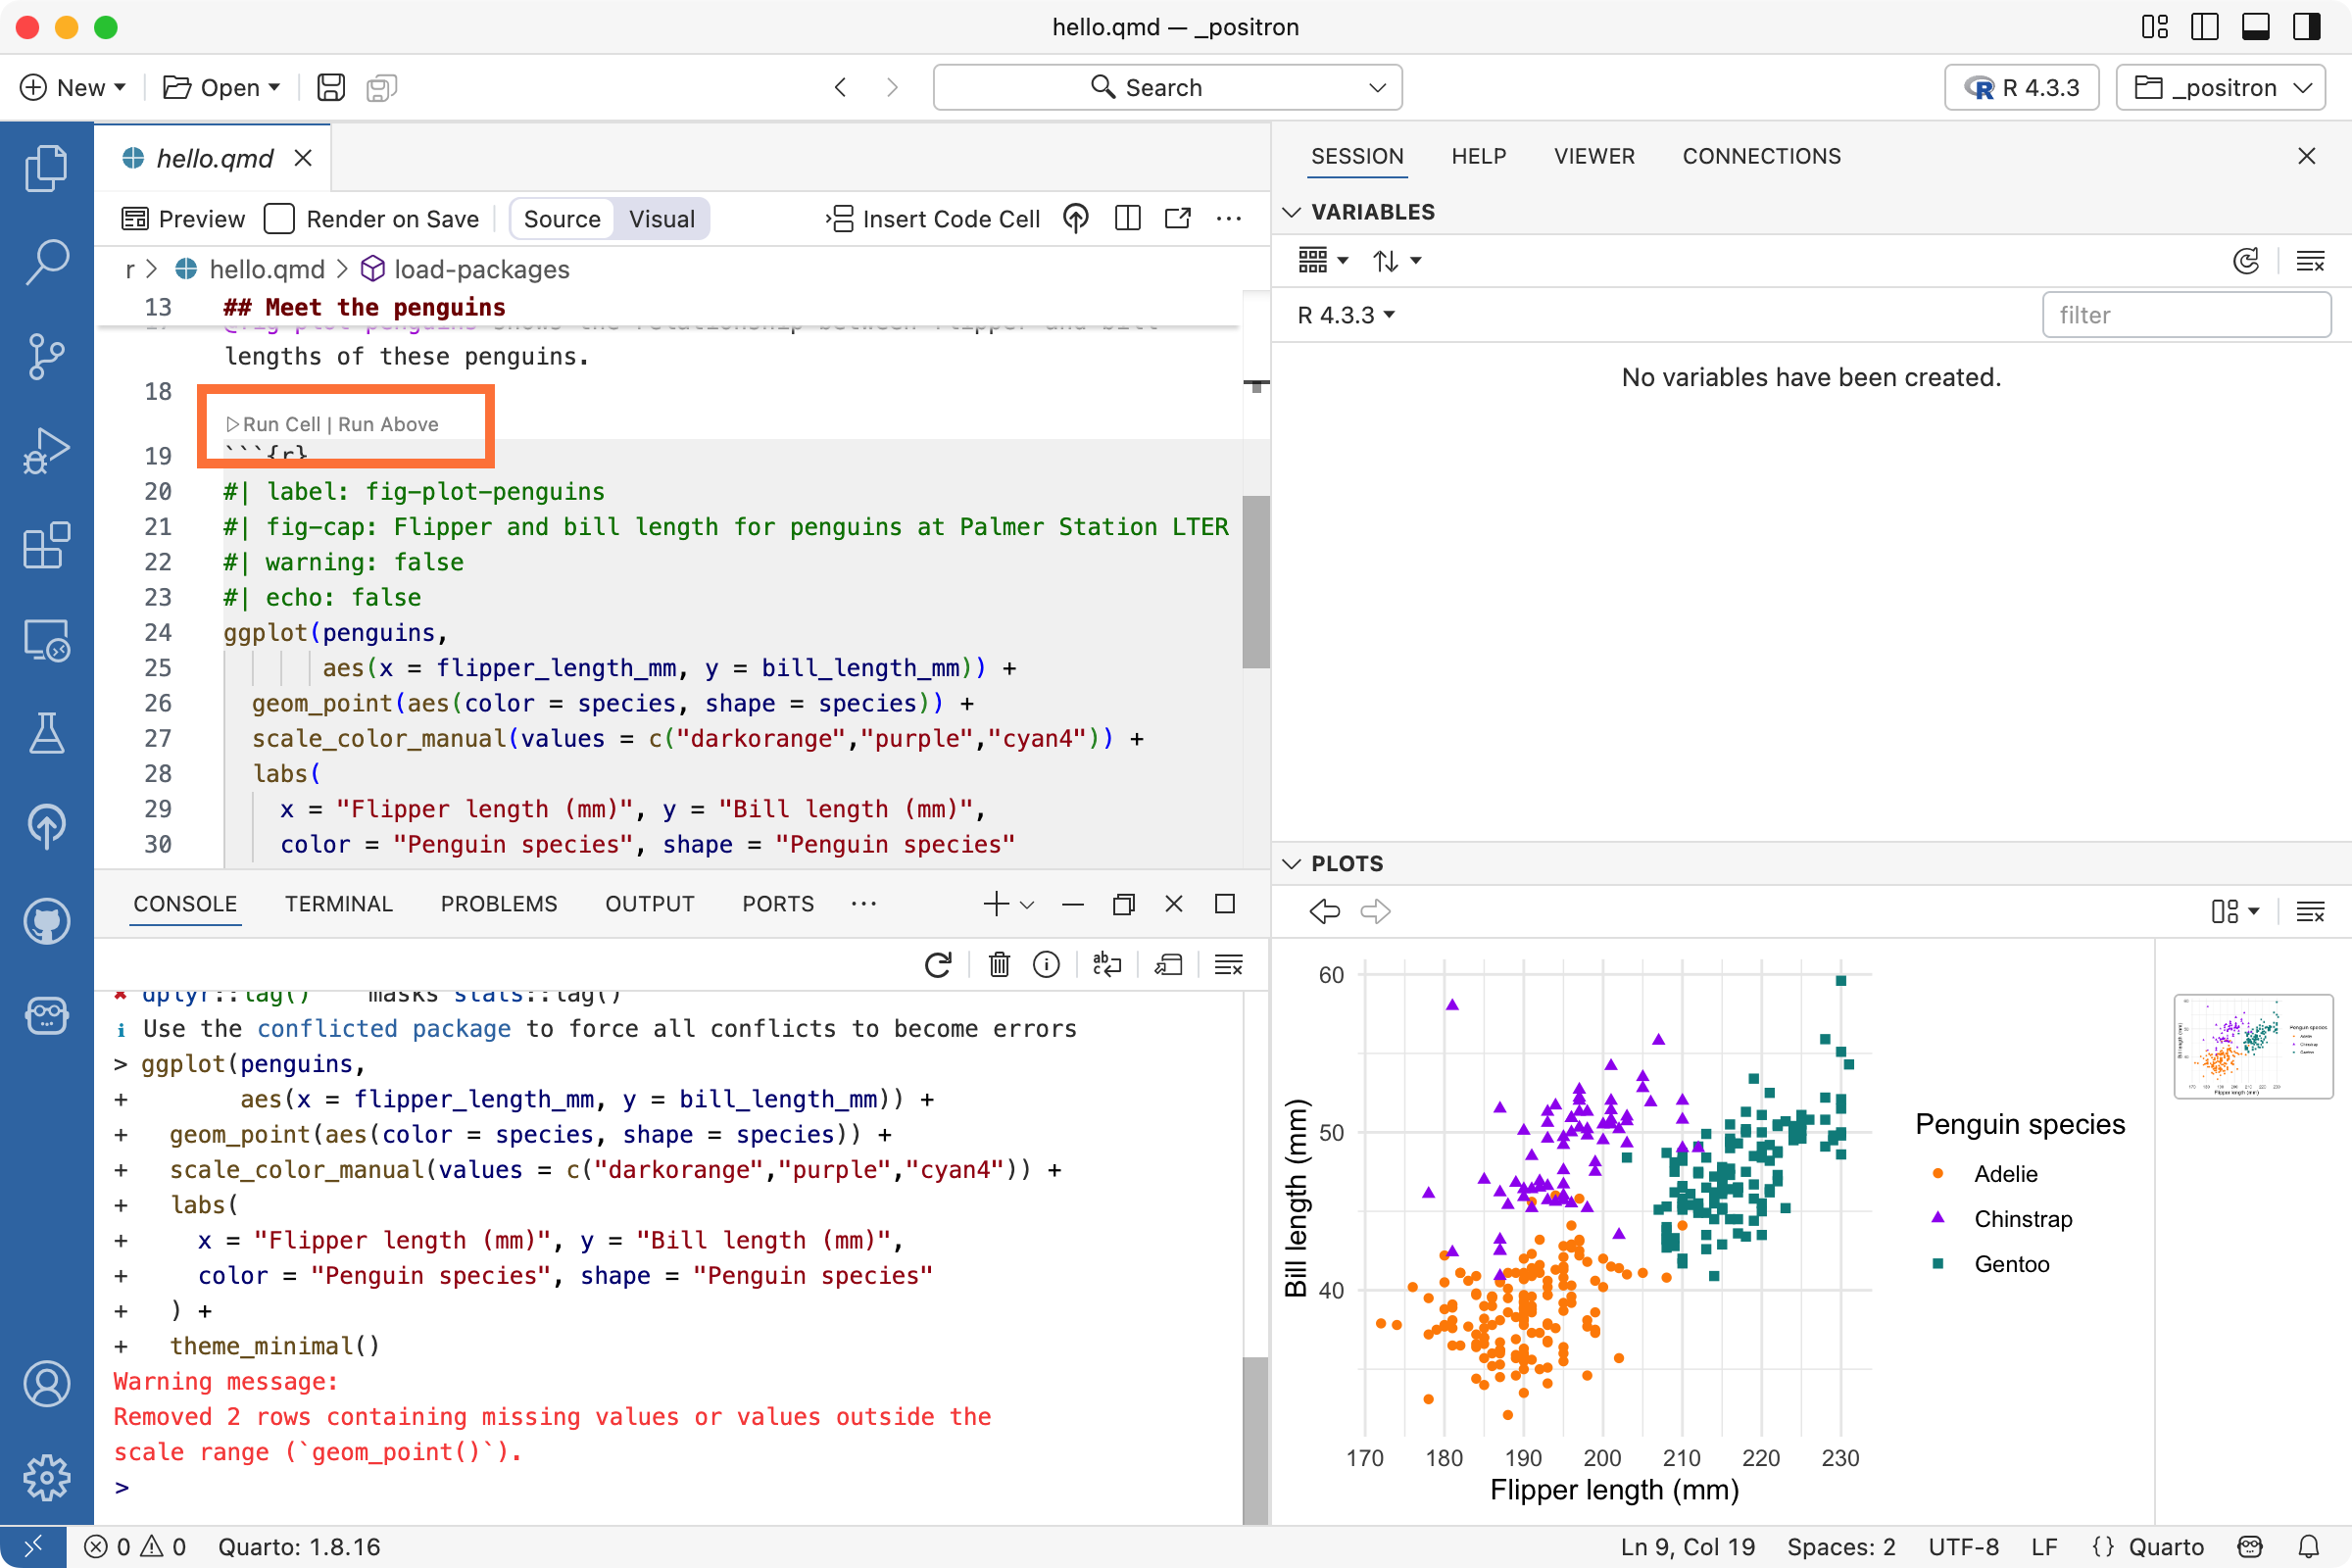 hello.qmd — _positron
New
Open
Search
R 4.3.3
_positron
hello.qmd
Preview
Render on Save
Source
Visual
Insert Code Cell
r > hello.qmd > load-packages
13 ## Meet the penguins
lengths of these penguins.
18
Run Cell | Run Above
19 ```{r}
20 #| label: fig-plot-penguins
21 #| fig-cap: Flipper and bill length for penguins at Palmer Station LTER
22 #| warning: false
23 #| echo: false
24 ggplot(penguins,
25 aes(x = flipper_length_mm, y = bill_length_mm)) +
26 geom_point(aes(color = species, shape = species)) +
27 scale_color_manual(values = c("darkorange","purple","cyan4")) +
28 labs(
29 x = "Flipper length (mm)", y = "Bill length (mm)",
30 color = "Penguin species", shape = "Penguin species"
CONSOLE
TERMINAL
PROBLEMS
OUTPUT
PORTS
dplyr::lag() masks stats::lag()
i Use the conflicted package to force all conflicts to become errors
> ggplot(penguins,
+ aes(x = flipper_length_mm, y = bill_length_mm)) +
+ geom_point(aes(color = species, shape = species)) +
+ scale_color_manual(values = c("darkorange","purple","cyan4")) +
+ labs(
+ x = "Flipper length (mm)", y = "Bill length (mm)",
+ color = "Penguin species", shape = "Penguin species"
+ ) +
+ theme_minimal()
Warning message:
Removed 2 rows containing missing values or values outside the
scale range (`geom_point()`).
>
SESSION
HELP
VIEWER
CONNECTIONS
VARIABLES
R 4.3.3
filter
No variables have been created.
PLOTS
60
50
40
Bill length (mm)
170 180 190 200 210 220 230
Flipper length (mm)
Penguin species
Adelie
Chinstrap
Gentoo
0 0
Quarto: 1.8.16
Ln 9, Col 19
Spaces: 2
UTF-8
LF
{} Quarto